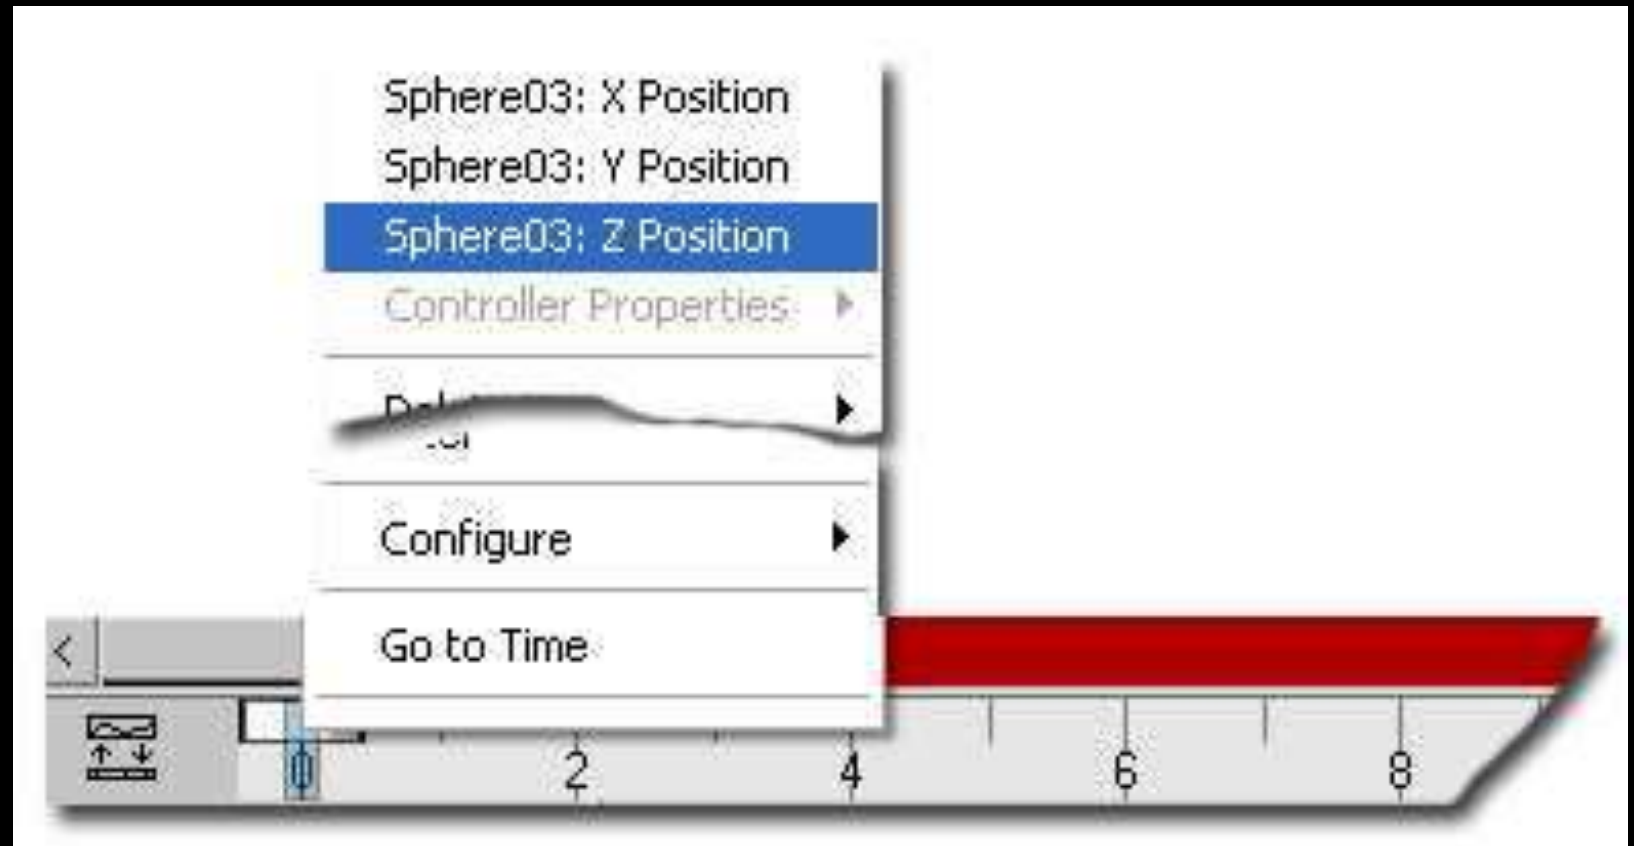 Sphere03: X Position
Sphere03: Y Position
Sphere03: Z Position
Controller Properties
Configure
Go to Time
0 2 4 6 8